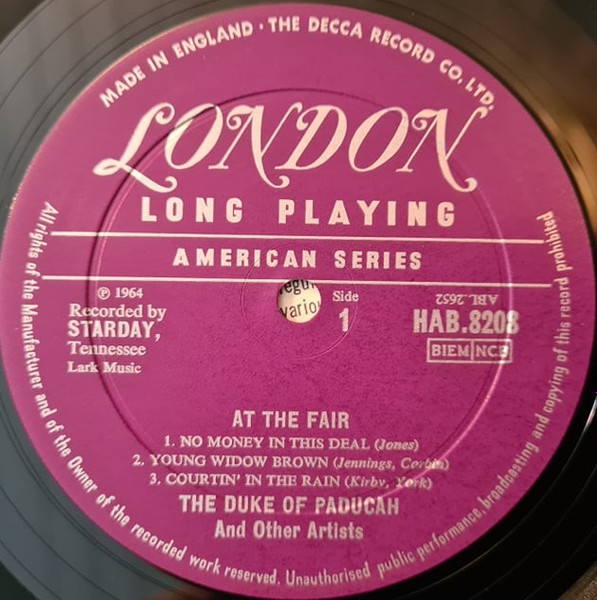 MADE IN ENGLAND · THE DECCA RECORD CO, LTD.
LONDON
LONG PLAYING
AMERICAN SERIES
℗ 1964
Recorded by
STARDAY,
Tennessee
Lark Music
Side
1
ABL.2652
HAB.8208
BIEM NCB
AT THE FAIR
1. NO MONEY IN THIS DEAL (Jones)
2. YOUNG WIDOW BROWN (Jennings, Corbin)
3. COURTIN' IN THE RAIN (Kirby, York)
THE DUKE OF PADUCAH
And Other Artists
All rights of the Manufacturer and of the Owner of the recorded work reserved. Unauthorised public performance, broadcasting and copying of this record prohibited